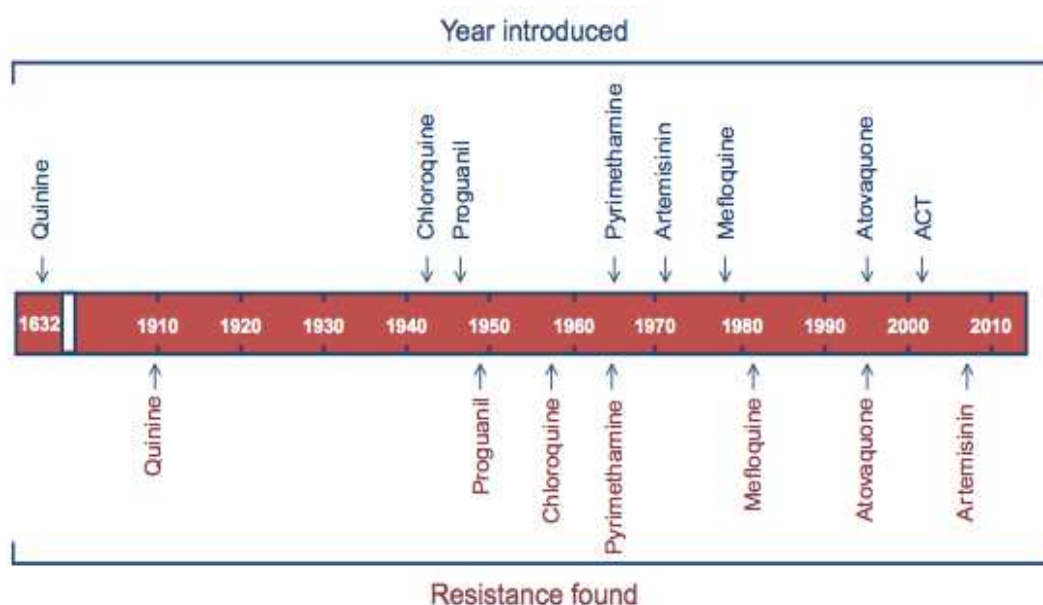 Year introduced
Quinine
Chloroquine
Proguanil
Pyrimethamine
Artemisinin
Mefloquine
Atovaquone
ACT
1632 1910 1920 1930 1940 1950 1960 1970 1980 1990 2000 2010
Quinine
Proguanil
Chloroquine
Pyrimethamine
Mefloquine
Atovaquone
Artemisinin
Resistance found